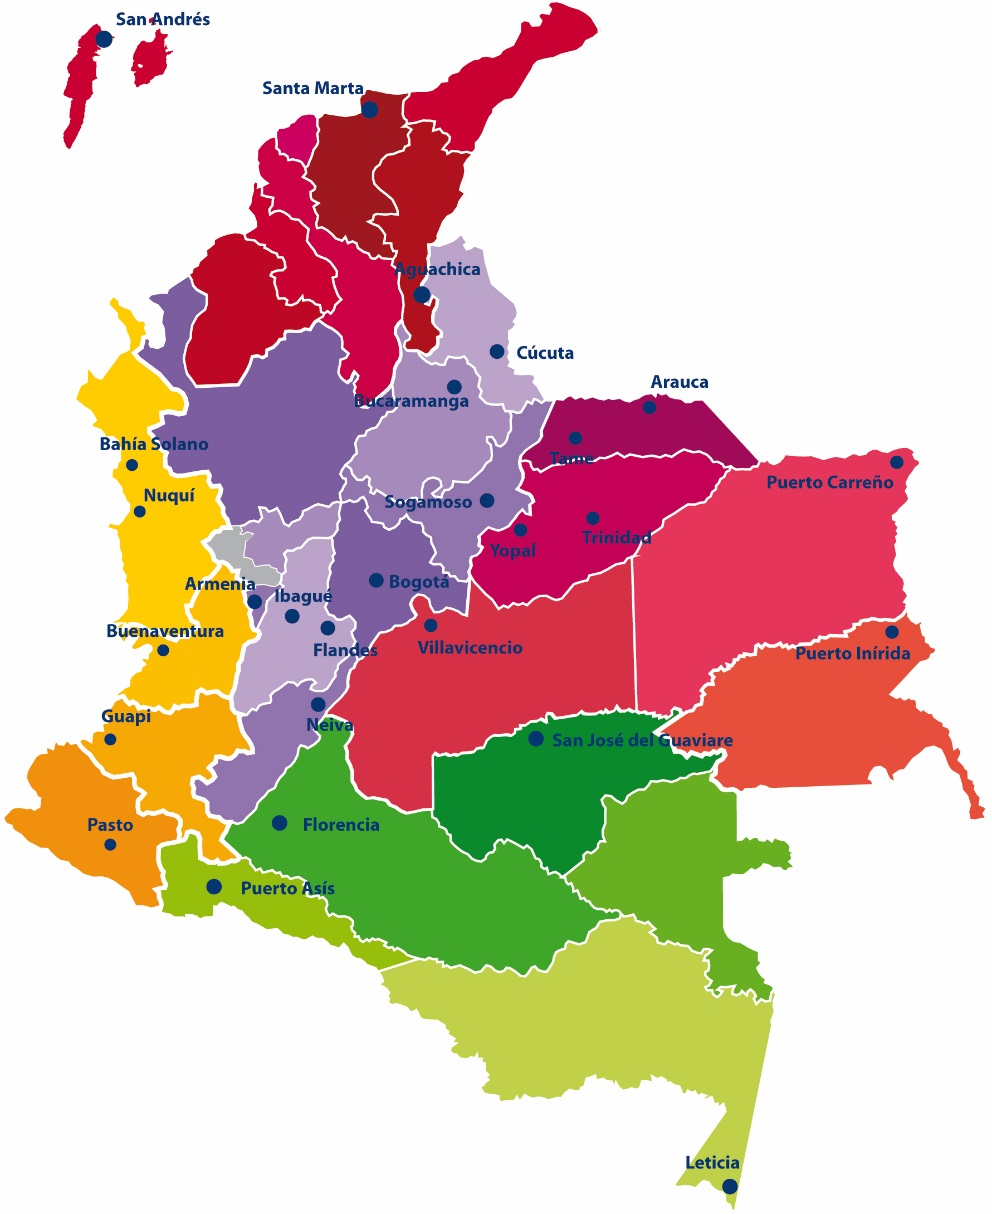 San Andrés
Santa Marta
Aguachica
Cúcuta
Arauca
Bucaramanga
Bahía Solano
Tame
Puerto Carreño
Nuquí
Sogamoso
Trinidad
Yopal
Armenia
Bogotá
Ibagué
Buenaventura
Flandes
Villavicencio
Puerto Inírida
Guapi
Neiva
San José del Guaviare
Pasto
Florencia
Puerto Asís
Leticia